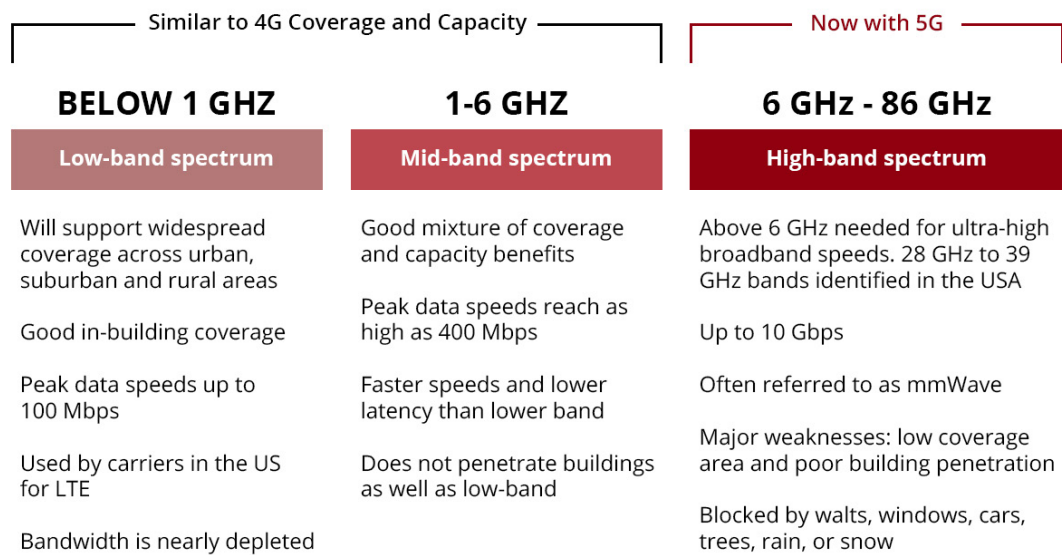 Similar to 4G Coverage and Capacity
Now with 5G
BELOW 1 GHZ
Low-band spectrum
Will support widespread
coverage across urban,
suburban and rural areas
Good in-building coverage
Peak data speeds up to
100 Mbps
Used by carriers in the US
for LTE
Bandwidth is nearly depleted
1-6 GHZ
Mid-band spectrum
Good mixture of coverage
and capacity benefits
Peak data speeds reach as
high as 400 Mbps
Faster speeds and lower
latency than lower band
Does not penetrate buildings
as well as low-band
6 GHz - 86 GHz
High-band spectrum
Above 6 GHz needed for ultra-high
broadband speeds. 28 GHz to 39
GHz bands identified in the USA
Up to 10 Gbps
Often referred to as mmWave
Major weaknesses: low coverage
area and poor building penetration
Blocked by walts, windows, cars,
trees, rain, or snow